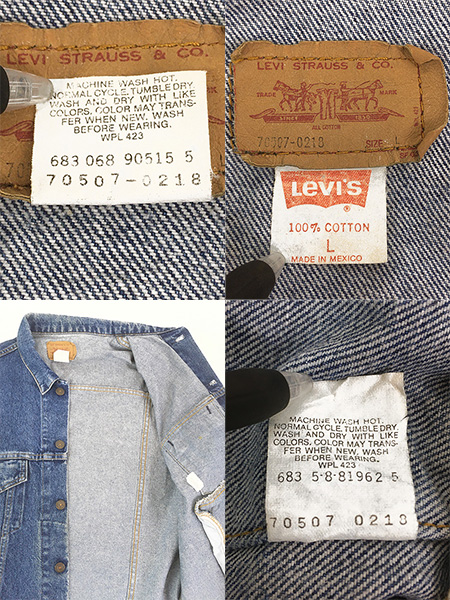 LEVI STRAUSS & CO.
MACHINE WASH HOT.
NORMAL CYCLE. TUMBLE DRY.
WASH AND DRY WITH LIKE
COLORS. COLOR MAY TRANS-
FER WHEN NEW. WASH
BEFORE WEARING.
WPL 423
683 068 90515 5
70507-0218
LEVI STRAUSS & CO.
TRADE MARK
ALL COTTON
70507-0218 SIZE L
LEVI'S
®
100% COTTON
L
MADE IN MEXICO
MACHINE WASH HOT.
NORMAL CYCLE. TUMBLE DRY.
WASH AND DRY WITH LIKE
COLORS. COLOR MAY TRANS-
FER WHEN NEW. WASH
BEFORE WEARING.
WPL 423
683 5-8-81962 5
70507 0218